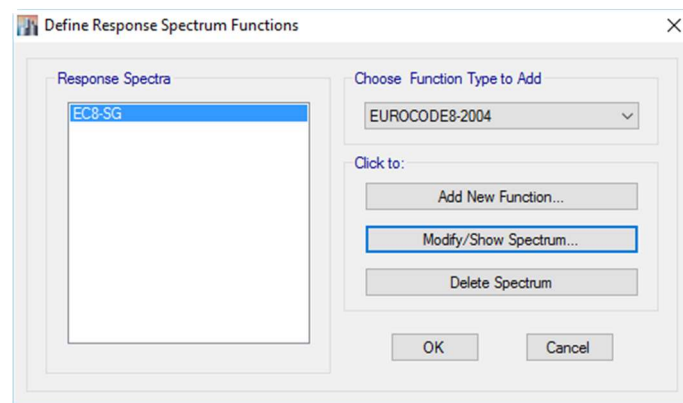 Define Response Spectrum Functions
Response Spectra
EC8-SG
Choose Function Type to Add
EUROCODE8-2004
Click to:
Add New Function...
Modify/Show Spectrum...
Delete Spectrum
OK
Cancel